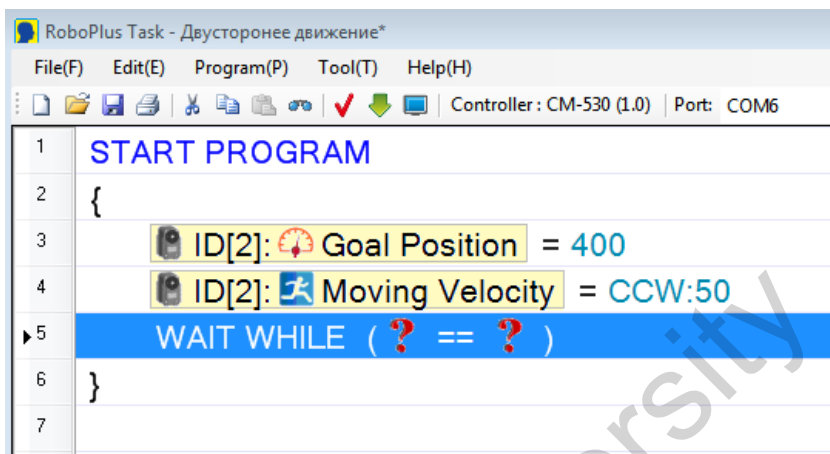 RoboPlus Task - Двусторонее движение*
File(F) Edit(E) Program(P) Tool(T) Help(H)
Controller : CM-530 (1.0) Port: COM6
1 START PROGRAM
2 {
3 ID[2]: Goal Position = 400
4 ID[2]: Moving Velocity = CCW:50
5 WAIT WHILE ( ? == ? )
6 }
7